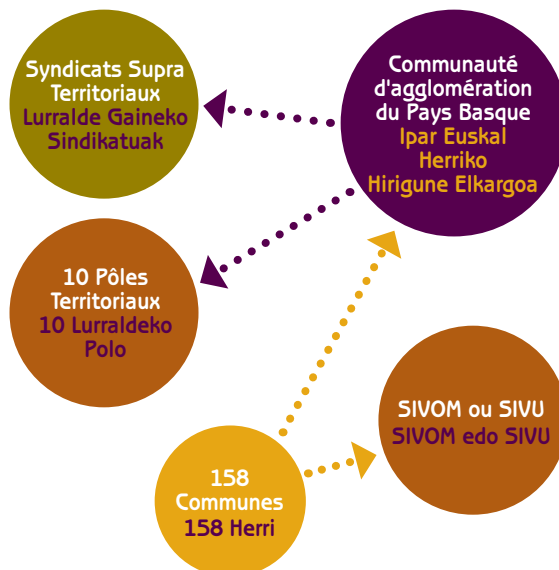 Syndicats Supra
Territoriaux
Lurralde Gaineko
Sindikatuak
Communauté
d'agglomération
du Pays Basque
Ipar Euskal
Herriko
Hirigune Elkargoa
10 Pôles
Territoriaux
10 Lurraldeko
Polo
SIVOM ou SIVU
SIVOM edo SIVU
158
Communes
158 Herri